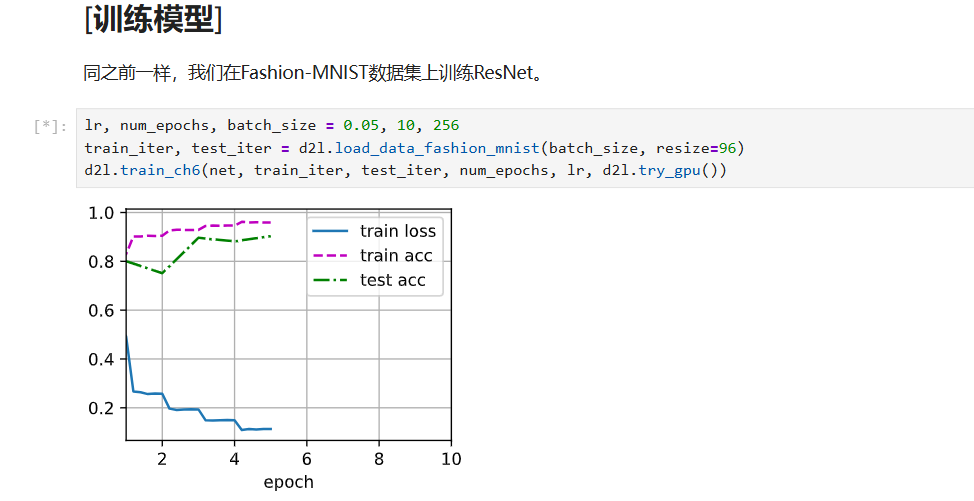 [训练模型]
同之前一样，我们在Fashion-MNIST数据集上训练ResNet。
[*]:
lr, num_epochs, batch_size = 0.05, 10, 256
train_iter, test_iter = d2l.load_data_fashion_mnist(batch_size, resize=96)
d2l.train_ch6(net, train_iter, test_iter, num_epochs, lr, d2l.try_gpu())
1.0
0.8
0.6
0.4
0.2
train loss
train acc
test acc
2 4 6 8 10
epoch